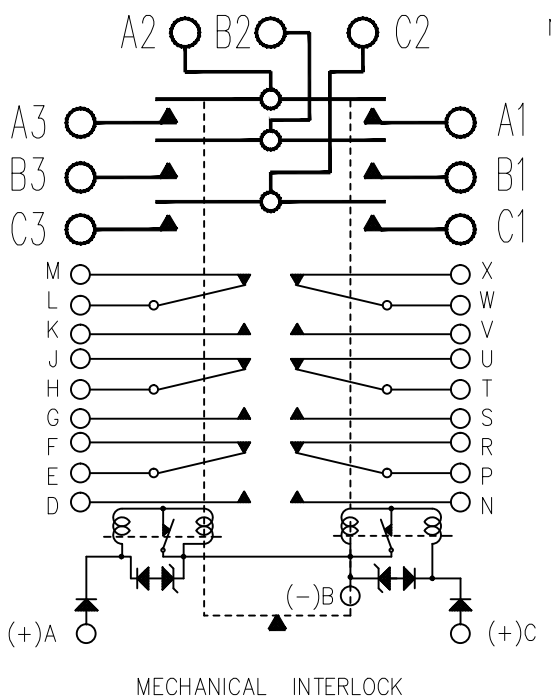 A2 B2 C2
A3 A1
B3 B1
C3 C1
M X
L W
K V
J U
H T
G S
F R
E P
D N
(-)B
(+)A (+)C
MECHANICAL INTERLOCK